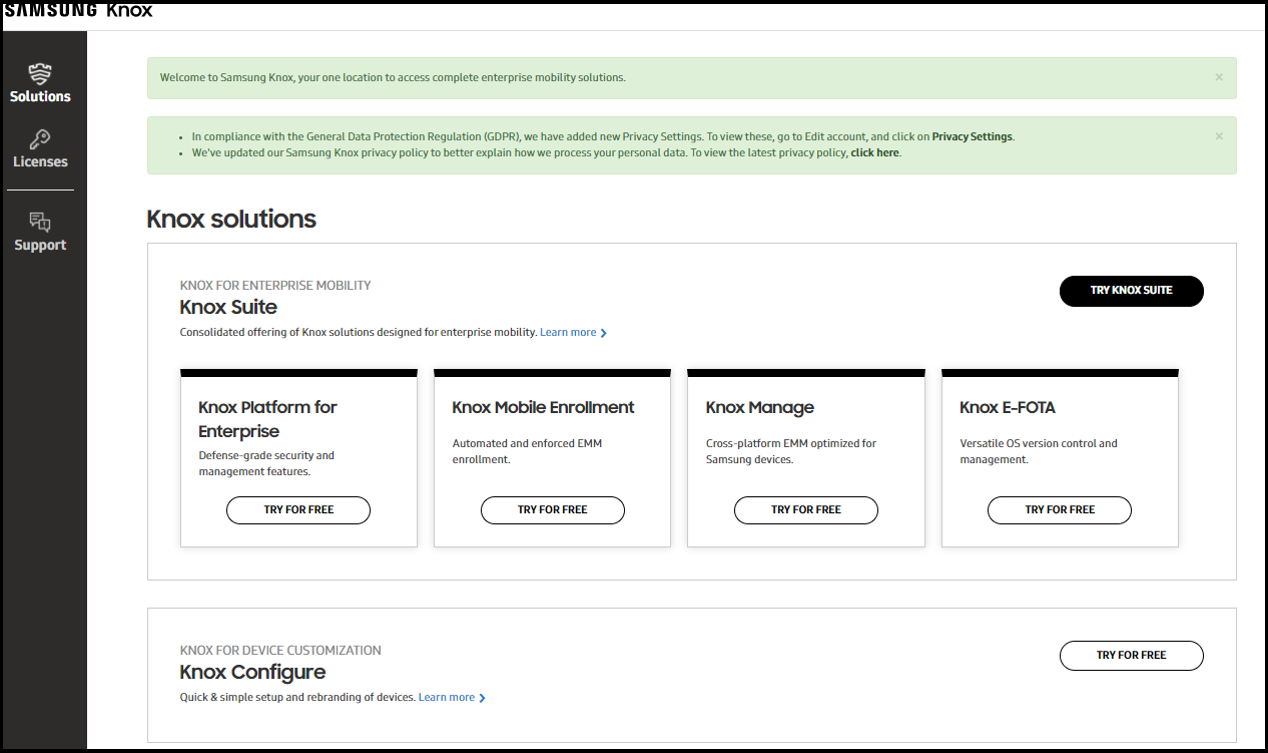 SAMSUNG Knox
Solutions
Licenses
Support
Welcome to Samsung Knox, your one location to access complete enterprise mobility solutions.
×
• In compliance with the General Data Protection Regulation (GDPR), we have added new Privacy Settings. To view these, go to Edit account, and click on Privacy Settings.
×
• We've updated our Samsung Knox privacy policy to better explain how we process your personal data. To view the latest privacy policy, click here.
Knox solutions
KNOX FOR ENTERPRISE MOBILITY
Knox Suite
Consolidated offering of Knox solutions designed for enterprise mobility. Learn more
TRY KNOX SUITE
Knox Platform for
Enterprise
Defense-grade security and
management features.
TRY FOR FREE
Knox Mobile Enrollment
Automated and enforced EMM
enrollment.
TRY FOR FREE
Knox Manage
Cross-platform EMM optimized for
Samsung devices.
TRY FOR FREE
Knox E-FOTA
Versatile OS version control and
management.
TRY FOR FREE
KNOX FOR DEVICE CUSTOMIZATION
Knox Configure
Quick & simple setup and rebranding of devices. Learn more
TRY FOR FREE